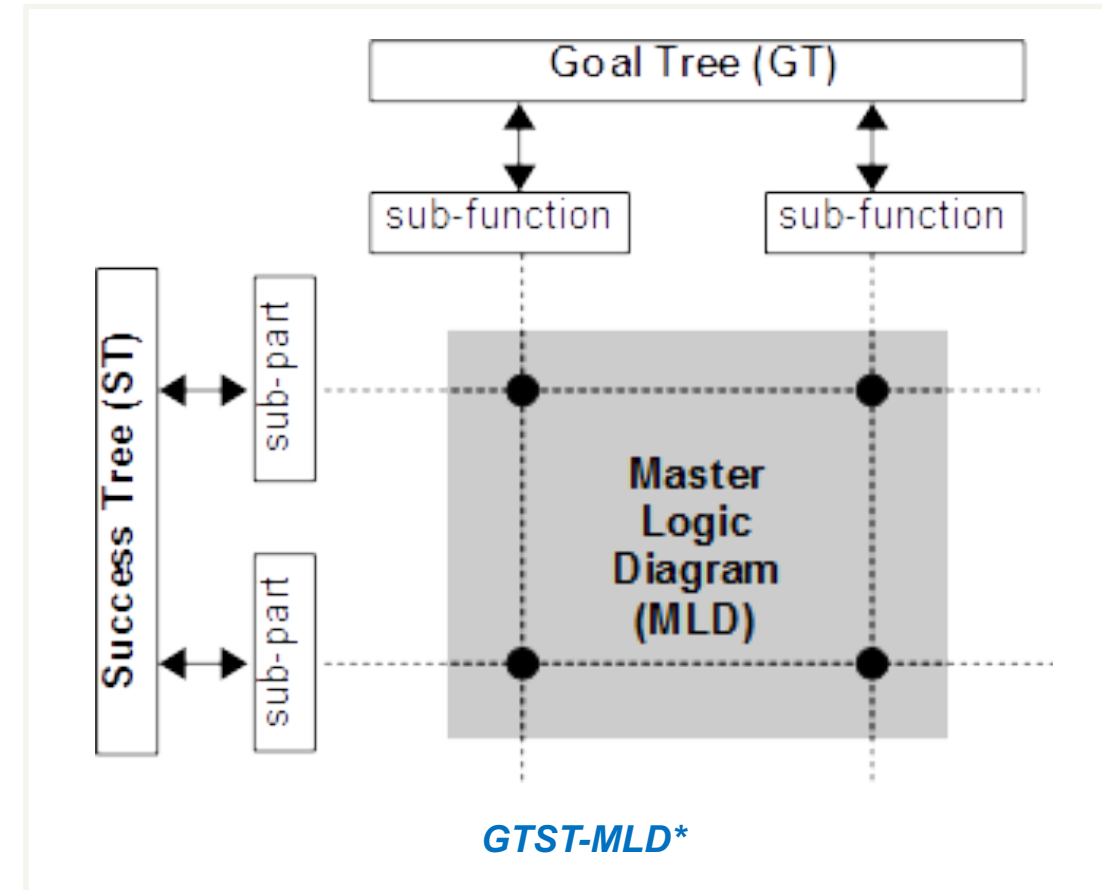 Goal Tree (GT)
sub-function
sub-function
Success Tree (ST)
sub-part
sub-part
Master
Logic
Diagram
(MLD)
GTST-MLD*